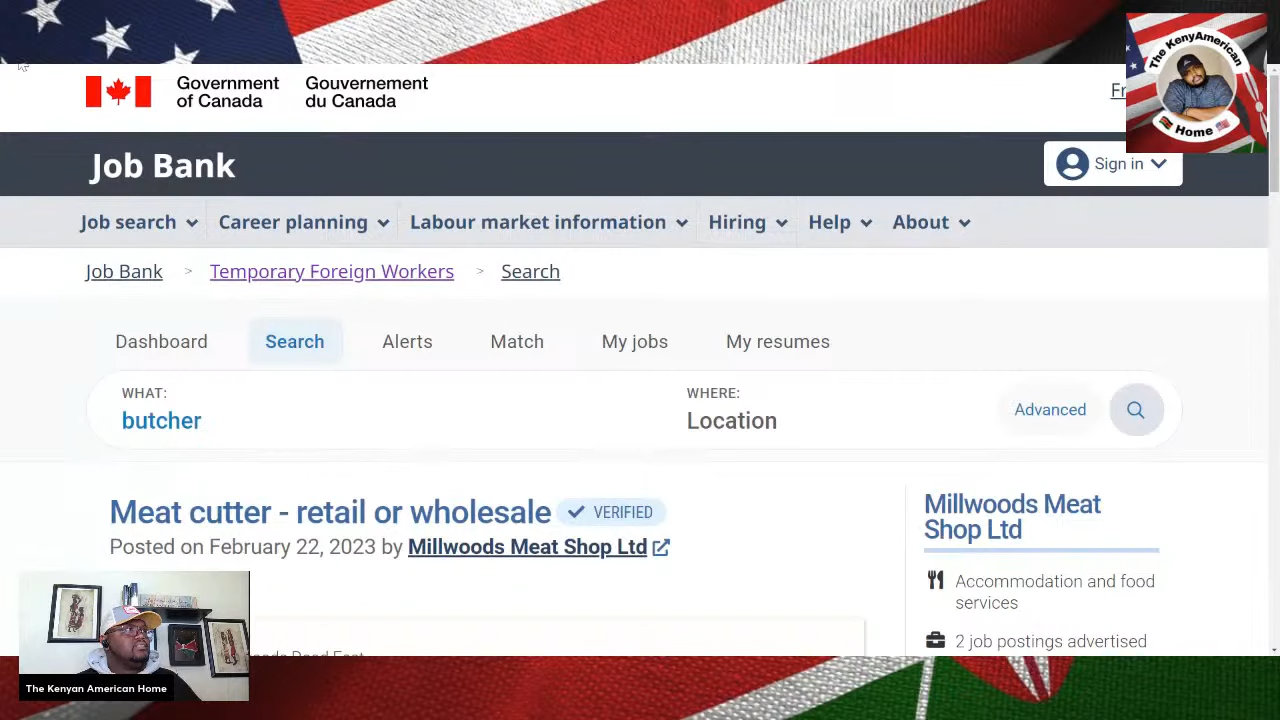 Government
of Canada
Gouvernement
du Canada
Fr
The KenyAmerican
Home
Job Bank
Sign in
Job search
Career planning
Labour market information
Hiring
Help
About
Job Bank > Temporary Foreign Workers > Search
Dashboard
Search
Alerts
Match
My jobs
My resumes
WHAT:
butcher
WHERE:
Location
Advanced
Meat cutter - retail or wholesale
VERIFIED
Posted on February 22, 2023 by Millwoods Meat Shop Ltd
Millwoods Meat
Shop Ltd
Accommodation and food
services
2 job postings advertised
The Kenyan American Home